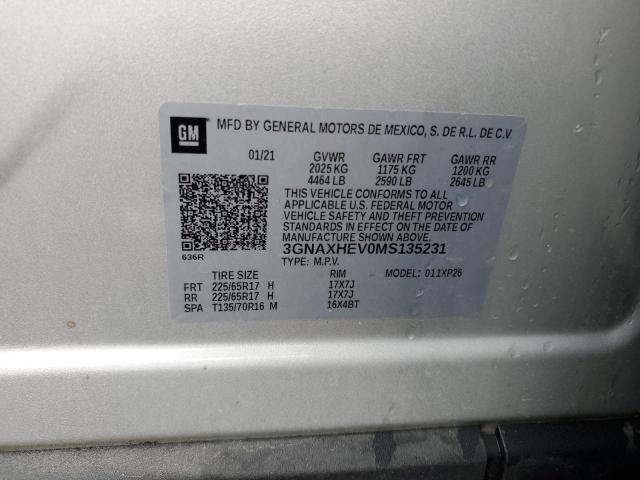 GM MFD BY GENERAL MOTORS DE MEXICO, S. DE R.L. DE C.V.
01/21 GVWR GAWR FRT GAWR RR
2025 KG 1175 KG 1200 KG
4464 LB 2590 LB 2645 LB
THIS VEHICLE CONFORMS TO ALL
APPLICABLE U.S. FEDERAL MOTOR
VEHICLE SAFETY AND THEFT PREVENTION
STANDARDS IN EFFECT ON THE DATE OF
MANUFACTURE SHOWN ABOVE.
636R 3GNAXHEV0MS135231
TYPE: M.P.V. MODEL: 011XP26
TIRE SIZE RIM
FRT 225/65R17 H 17X7J
RR 225/65R17 H 17X7J
SPA T135/70R16 M 16X4BT